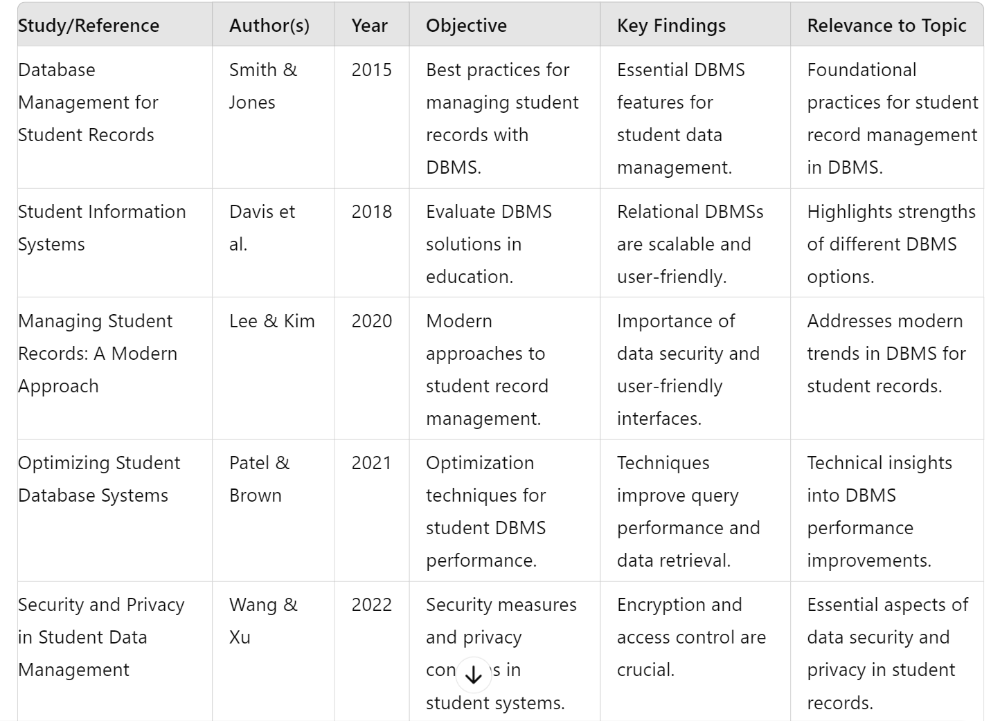 Study/Reference Author(s) Year Objective Key Findings Relevance to Topic
Database Smith & 2015 Best practices for Essential DBMS Foundational
Management for Jones managing student features for practices for student
Student Records records with student data record management
DBMS. management. in DBMS.
Student Information Davis et 2018 Evaluate DBMS Relational DBMSs Highlights strengths
Systems al. solutions in are scalable and of different DBMS
education. user-friendly. options.
Managing Student Lee & Kim 2020 Modern Importance of Addresses modern
Records: A Modern approaches to data security and trends in DBMS for
Approach student record user-friendly student records.
management. interfaces.
Optimizing Student Patel & 2021 Optimization Techniques Technical insights
Database Systems Brown techniques for improve query into DBMS
student DBMS performance and performance
performance. data retrieval. improvements.
Security and Privacy Wang & 2022 Security measures Encryption and Essential aspects of
in Student Data Xu and privacy access control are data security and
Management in crucial. privacy in student
student systems. records.